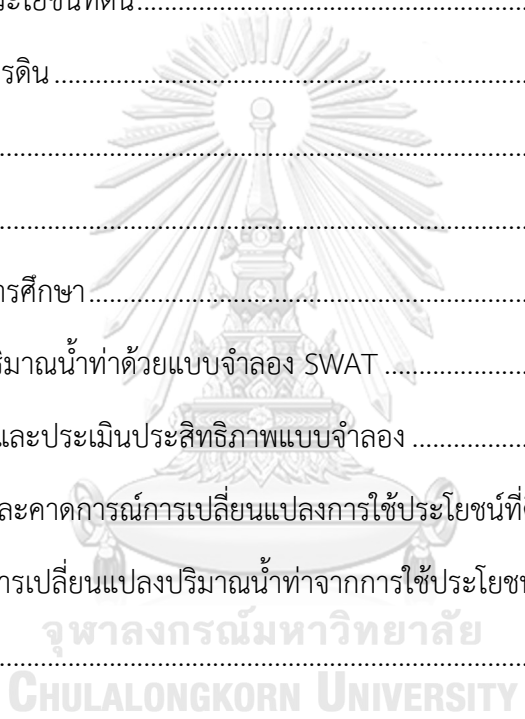 ระโยชน์ที่ดิน..............................................................
รดิน..............................................................
..............................................................
..............................................................
ารศึกษา..............................................................
ริมาณน้ำท่าด้วยแบบจำลอง SWAT ....................
และประเมินประสิทธิภาพแบบจำลอง ................
ละคาดการณ์การเปลี่ยนแปลงการใช้ประโยชน์ที่ดิ
ารเปลี่ยนแปลงปริมาณน้ำท่าจากการใช้ประโยชน
จุฬาลงกรณ์มหาวิทยาลัย
..............................................................
CHULALONGKORN UNIVERSITY